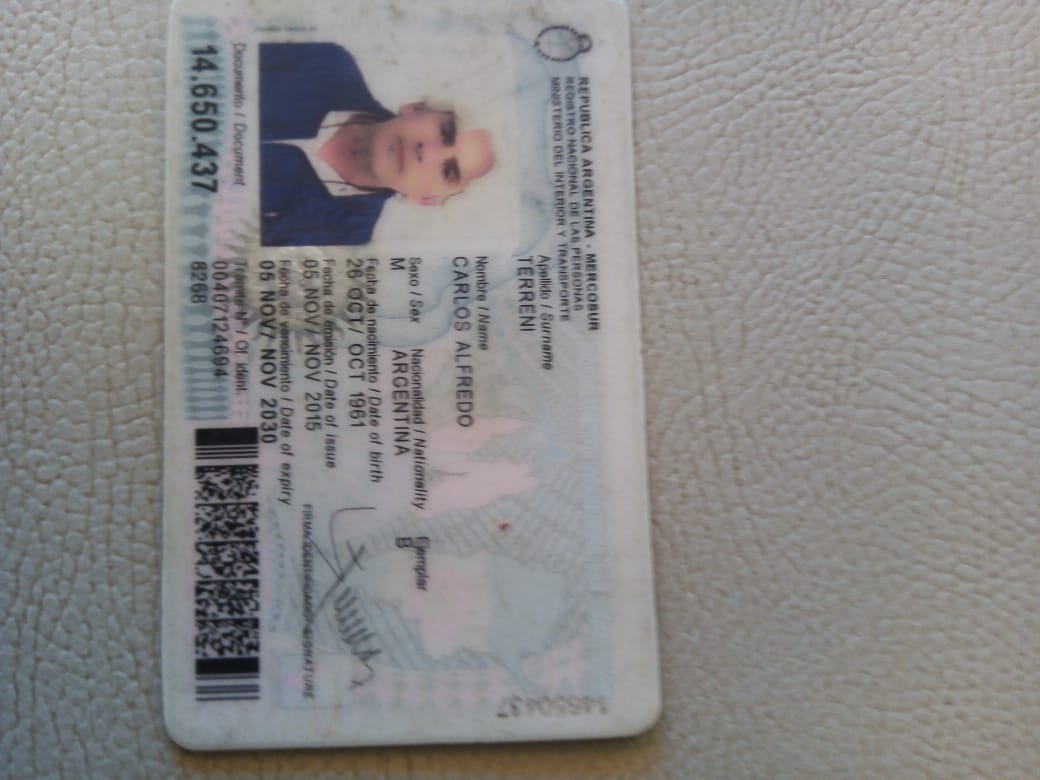 REPUBLICA ARGENTINA - MERCOSUR
REGISTRO NACIONAL DE LAS PERSONAS
MINISTERIO DEL INTERIOR Y TRANSPORTE
Apellido / Surname
TERRENI
Nombre / Name
CARLOS ALFREDO
Sexo / Sex Nacionalidad / Nationality Ejemplar
M ARGENTINA B
Fecha de nacimiento / Date of birth
26 OCT/ OCT 1961
Fecha de emisión / Date of issue
05 NOV/ NOV 2015
Fecha de vencimiento / Date of expiry
05 NOV/ NOV 2030
FIRMA IDENTIFICADO / SIGNATURE
Documento / Document
14.650.437
Trámite Nº / Of. ident.
00407124694
8268
14650437